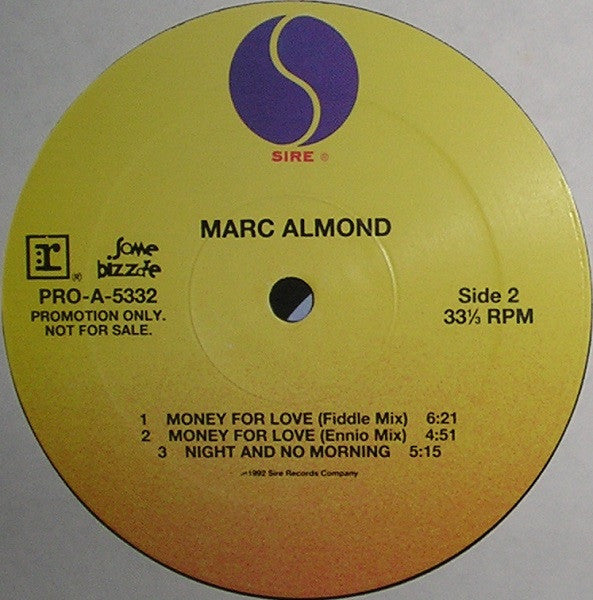 SIRE ®
MARC ALMOND
r ®
Some
bizzare
PRO-A-5332
PROMOTION ONLY.
NOT FOR SALE.
Side 2
33⅓ RPM
1 MONEY FOR LOVE (Fiddle Mix) 6:21
2 MONEY FOR LOVE (Ennio Mix) 4:51
3 NIGHT AND NO MORNING 5:15
1992 Sire Records Company